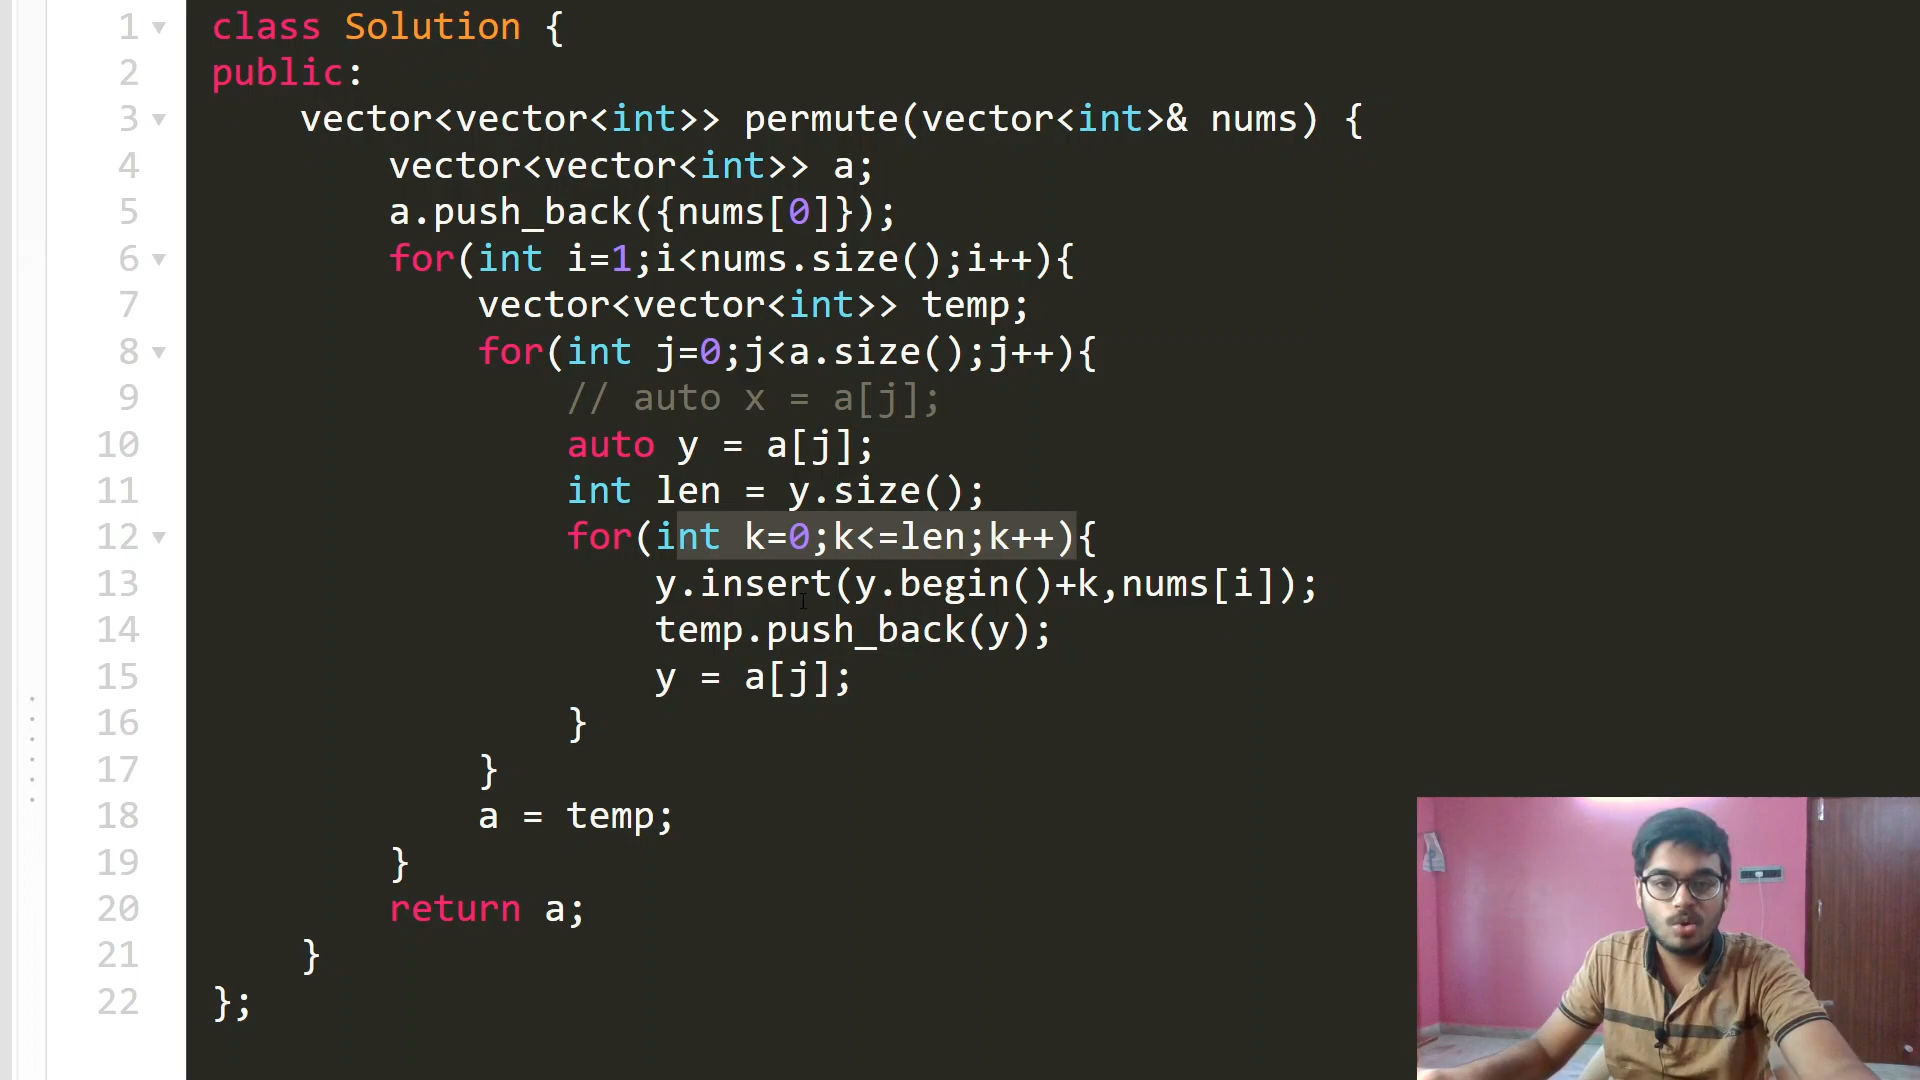 1 class Solution {
2 public:
3 vector<vector<int>> permute(vector<int>& nums) {
4 vector<vector<int>> a;
5 a.push_back({nums[0]});
6 for(int i=1;i<nums.size();i++){
7 vector<vector<int>> temp;
8 for(int j=0;j<a.size();j++){
9 // auto x = a[j];
10 auto y = a[j];
11 int len = y.size();
12 for(int k=0;k<=len;k++){
13 y.insert(y.begin()+k,nums[i]);
14 temp.push_back(y);
15 y = a[j];
16 }
17 }
18 a = temp;
19 }
20 return a;
21 }
22 };